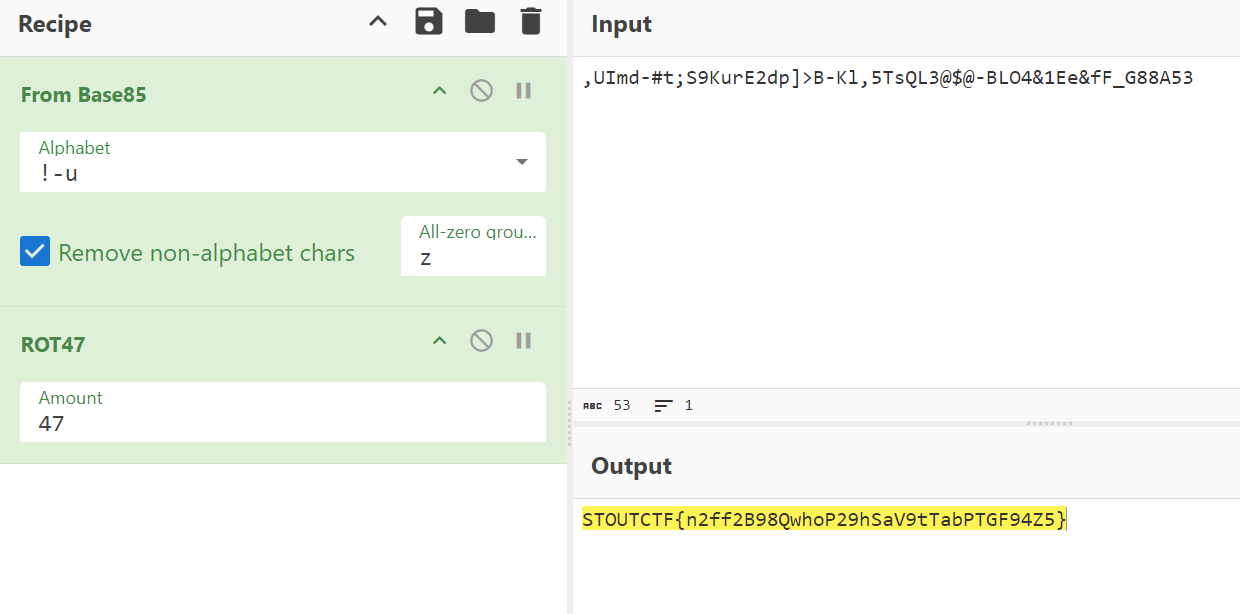 Recipe
From Base85
Alphabet
!-u
Remove non-alphabet chars
All-zero grou...
z
ROT47
Amount
47
Input
,UImd-#t;S9KurE2dp]>B-Kl,5TsQL3@$@-BLO4&1Ee&fF_G88A53
ABC 53 1
Output
STOUTCTF{n2ff2B98QwhoP29hSaV9tTabPTGF94Z5}